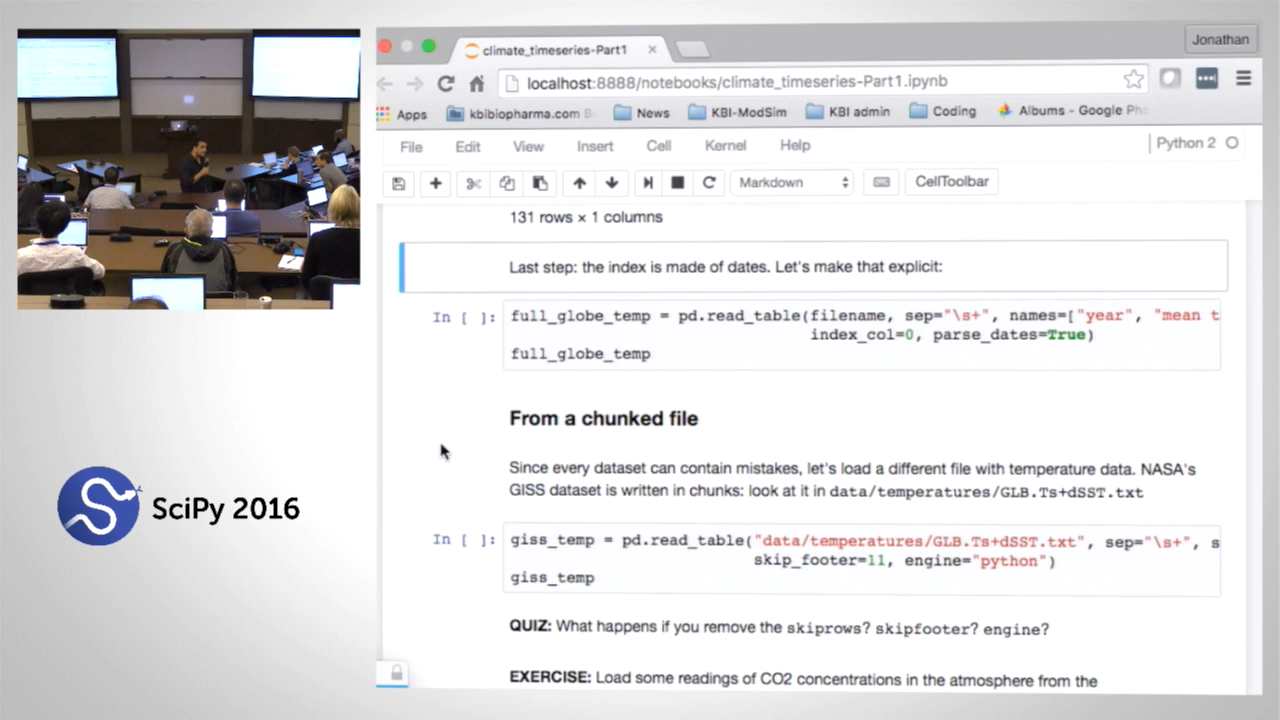 climate_timeseries-Part1
Jonathan
localhost:8888/notebooks/climate_timeseries-Part1.ipynb
Apps
kbibiopharma.com
News
KBI-ModSim
KBI admin
Coding
Albums - Google Pho
File Edit View Insert Cell Kernel Help
Python 2
Markdown
CellToolbar
131 rows × 1 columns
Last step: the index is made of dates. Let's make that explicit:
In [ ]: full_globe_temp = pd.read_table(filename, sep="\s+", names=["year", "mean t
index_col=0, parse_dates=True)
full_globe_temp
From a chunked file
Since every dataset can contain mistakes, let's load a different file with temperature data. NASA's
GISS dataset is written in chunks: look at it in data/temperatures/GLB.Ts+dSST.txt
In [ ]: giss_temp = pd.read_table("data/temperatures/GLB.Ts+dSST.txt", sep="\s+", s
skip_footer=11, engine="python")
giss_temp
QUIZ: What happens if you remove the skiprows? skipfooter? engine?
EXERCISE: Load some readings of CO2 concentrations in the atmosphere from the
SciPy 2016